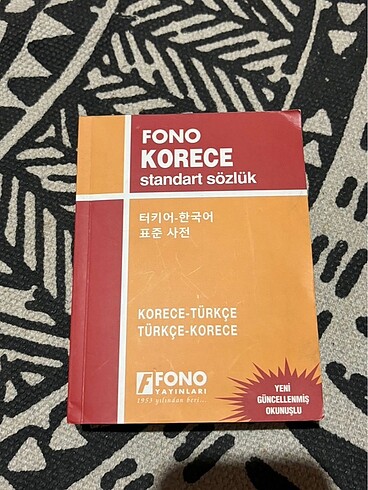 FONO
KORECE
standart sözlük
터키어-한국어
표준 사전
KORECE-TÜRKÇE
TÜRKÇE-KORECE
FONO
YAYINLARI
1953 yılından beri...
YENİ
GÜNCELLENMİŞ
OKUNUŞLU